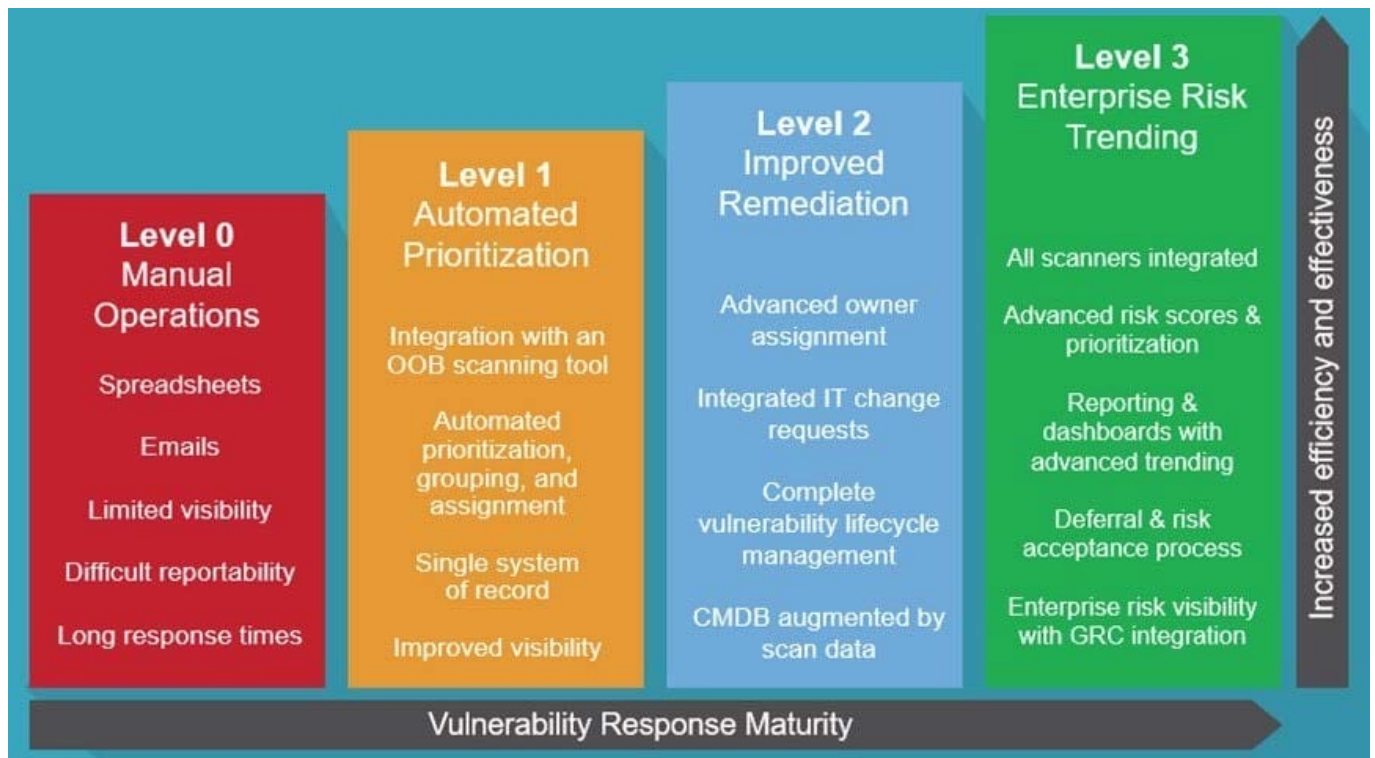 Level 0
Manual
Operations
Spreadsheets
Emails
Limited visibility
Difficult reportability
Long response times
Level 1
Automated
Prioritization
Integration with an
OOB scanning tool
Automated
prioritization,
grouping, and
assignment
Single system
of record
Improved visibility
Level 2
Improved
Remediation
Advanced owner
assignment
Integrated IT change
requests
Complete
vulnerability lifecycle
management
CMDB augmented by
scan data
Level 3
Enterprise Risk
Trending
All scanners integrated
Advanced risk scores &
prioritization
Reporting &
dashboards with
advanced trending
Deferral & risk
acceptance process
Enterprise risk visibility
with GRC integration
Increased efficiency and effectiveness
Vulnerability Response Maturity